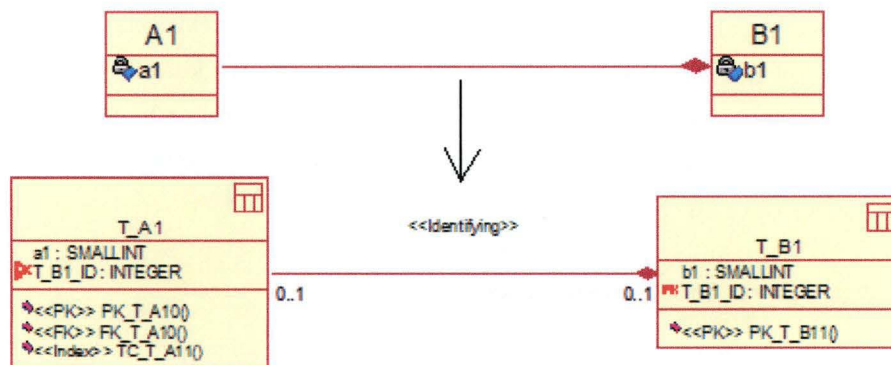 A1
a1
B1
b1
T_A1
a1 : SMALLINT
T_B1_ID : INTEGER
<<PK>> PK_T_A10()
<<FK>> FK_T_A10()
<<Index>> TC_T_A11()
<<Identifying>>
0..1
0..1
T_B1
b1 : SMALLINT
PK T_B1_ID : INTEGER
<<PK>> PK_T_B11()